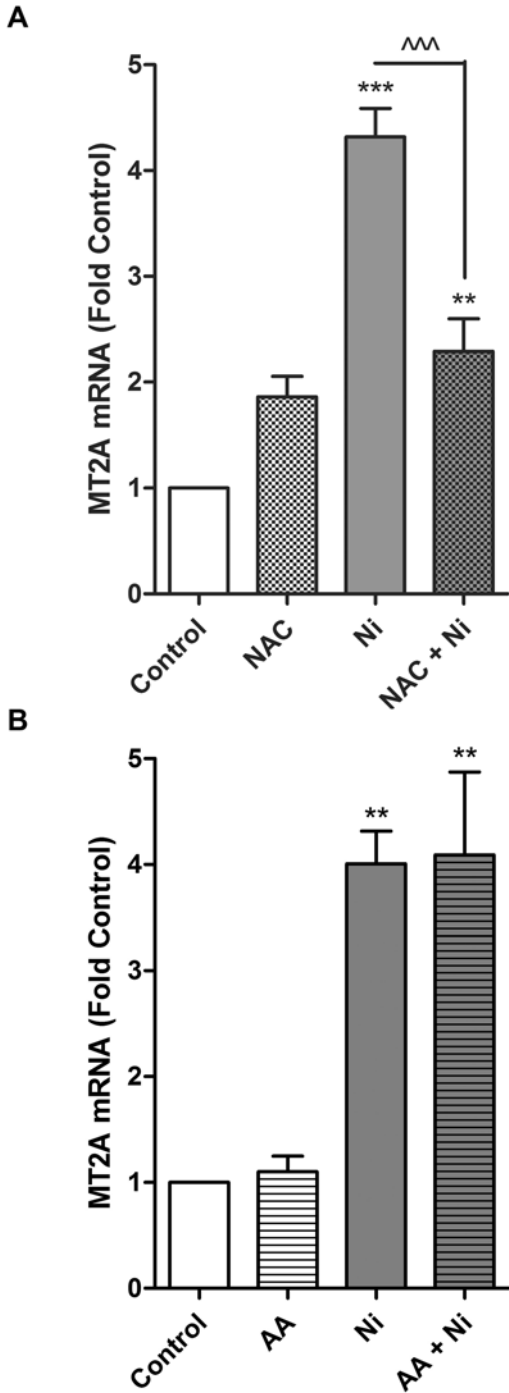 A
^^^
5
***
4
3
**
2
1
0
MT2A mRNA (Fold Control)
Control
NAC
Ni
NAC + Ni
B
5
**
**
4
3
2
1
0
MT2A mRNA (Fold Control)
Control
AA
Ni
AA + Ni